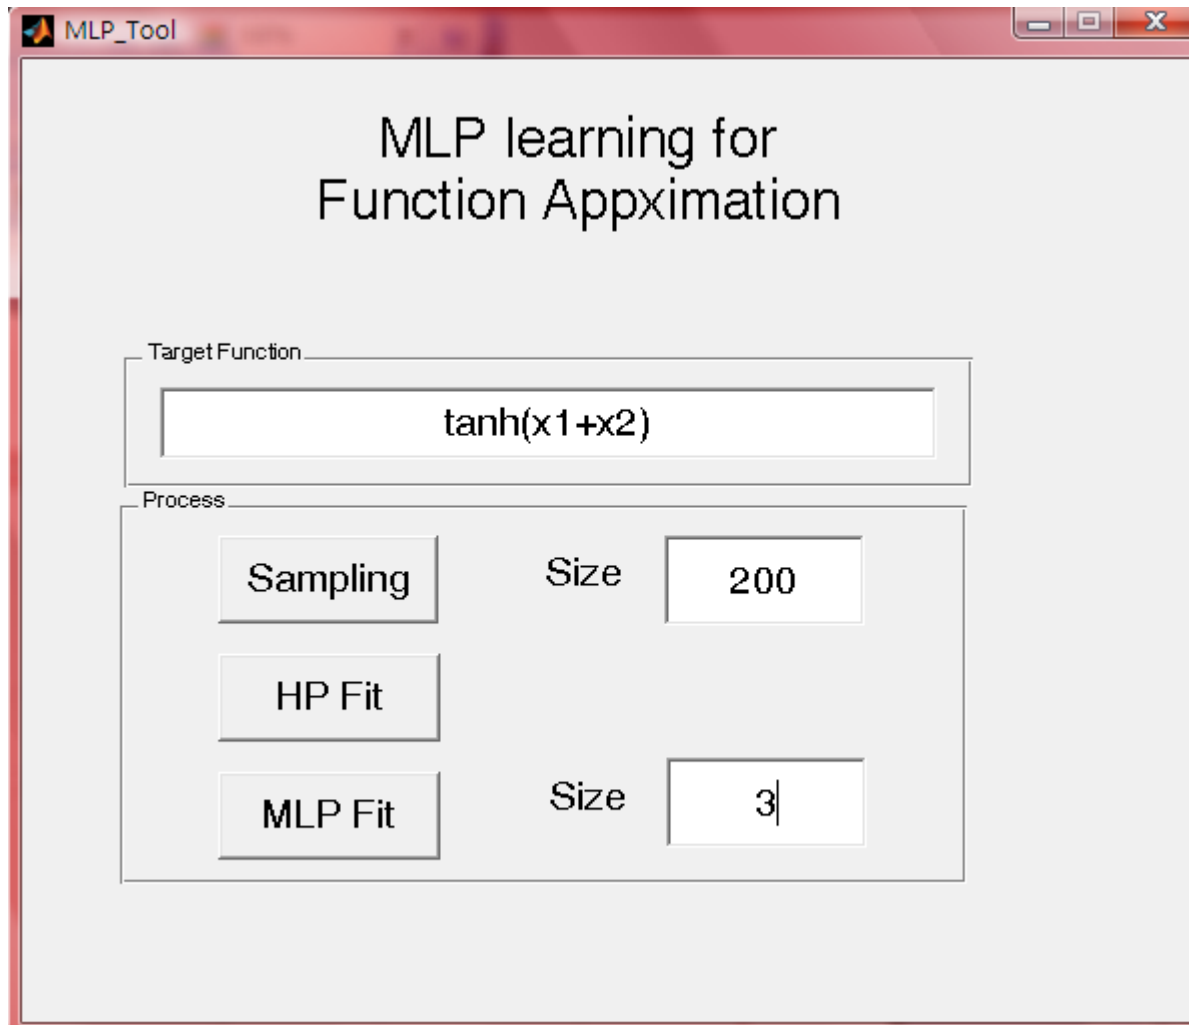 MLP_Tool
MLP learning for
Function Appximation
Target Function
tanh(x1+x2)
Process
Sampling Size 200
HP Fit
MLP Fit Size 3